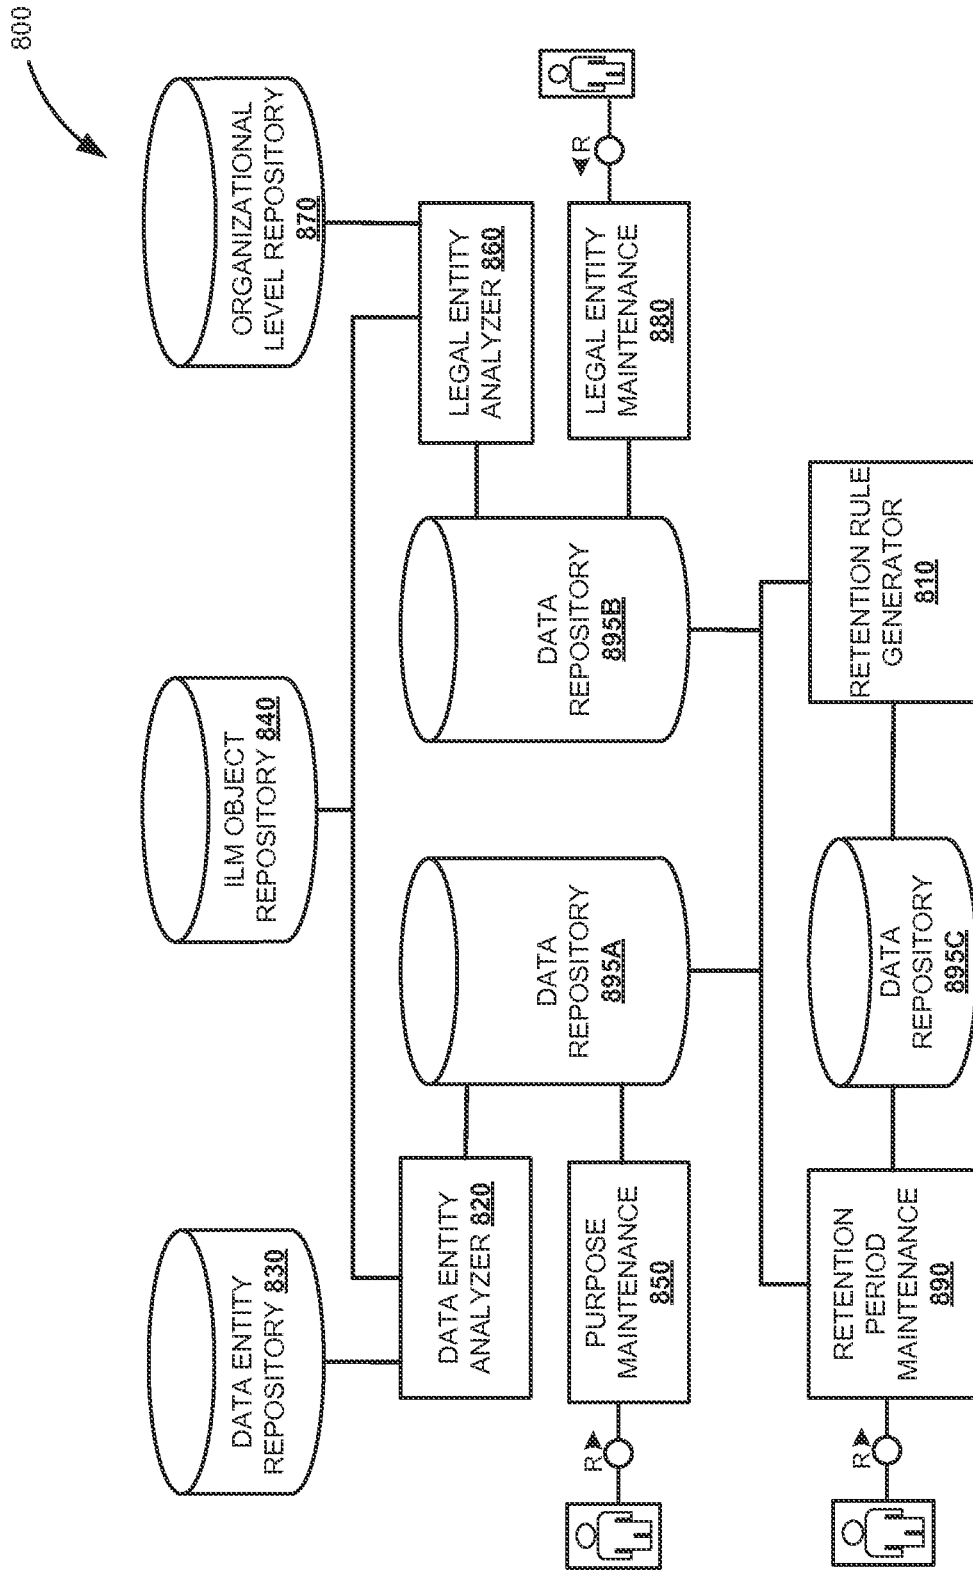 800
DATA ENTITY
REPOSITORY 830
ILM OBJECT
REPOSITORY 840
ORGANIZATIONAL
LEVEL REPOSITORY
870
DATA ENTITY
ANALYZER 820
LEGAL ENTITY
ANALYZER 860
DATA
REPOSITORY
895A
DATA
REPOSITORY
895B
R
PURPOSE
MAINTENANCE
850
LEGAL ENTITY
MAINTENANCE
880
R
R
RETENTION
PERIOD
MAINTENANCE
890
DATA
REPOSITORY
895C
RETENTION RULE
GENERATOR
810